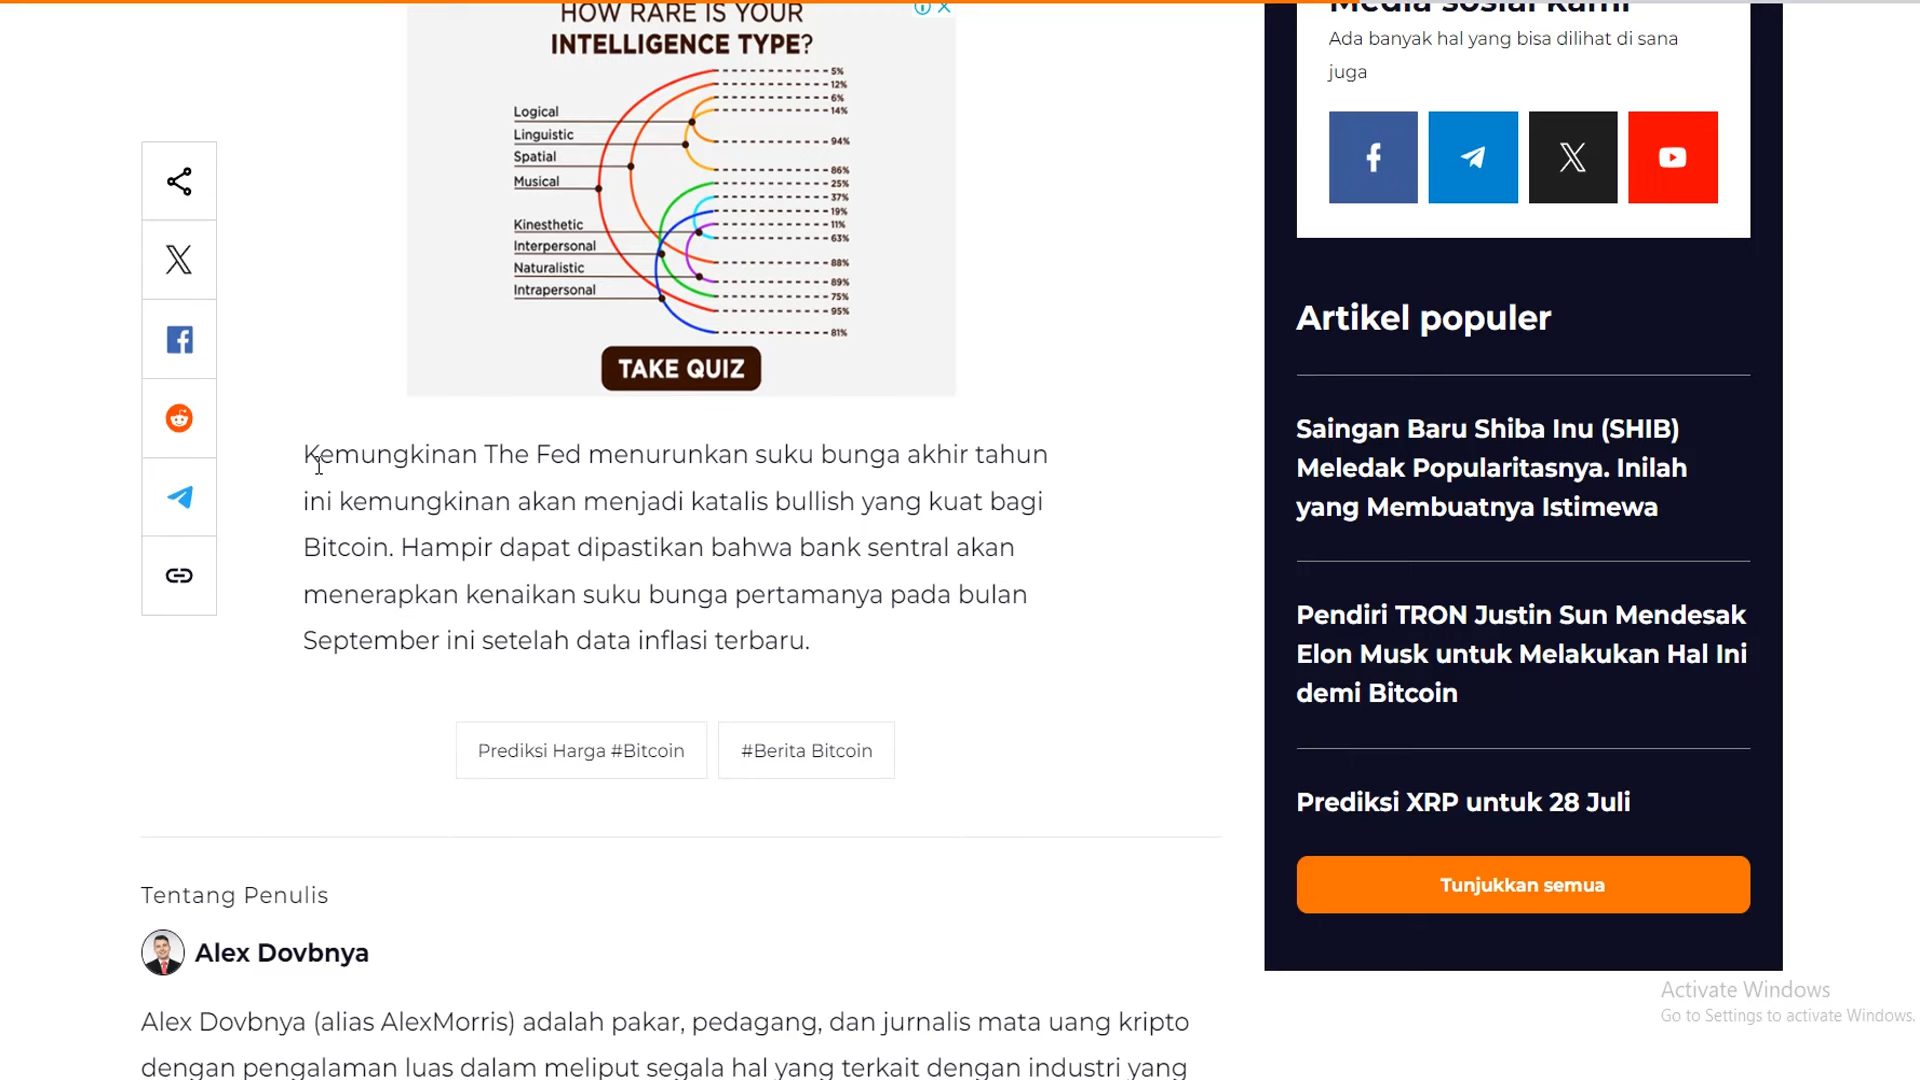 HOW RARE IS YOUR
INTELLIGENCE TYPE?
Logical
Linguistic
Spatial
Musical
Kinesthetic
Interpersonal
Naturalistic
Intrapersonal
5%
12%
6%
14%
94%
86%
25%
37%
19%
11%
63%
88%
89%
75%
95%
81%
TAKE QUIZ
Kemungkinan The Fed menurunkan suku bunga akhir tahun
ini kemungkinan akan menjadi katalis bullish yang kuat bagi
Bitcoin. Hampir dapat dipastikan bahwa bank sentral akan
menerapkan kenaikan suku bunga pertamanya pada bulan
September ini setelah data inflasi terbaru.
Prediksi Harga #Bitcoin
#Berita Bitcoin
Tentang Penulis
Alex Dovbnya
Alex Dovbnya (alias AlexMorris) adalah pakar, pedagang, dan jurnalis mata uang kripto
dengan pengalaman luas dalam meliput segala hal yang terkait dengan industri yang
Media sosial kami
Ada banyak hal yang bisa dilihat di sana
juga
Artikel populer
Saingan Baru Shiba Inu (SHIB)
Meledak Popularitasnya. Inilah
yang Membuatnya Istimewa
Pendiri TRON Justin Sun Mendesak
Elon Musk untuk Melakukan Hal Ini
demi Bitcoin
Prediksi XRP untuk 28 Juli
Tunjukkan semua
Activate Windows
Go to Settings to activate Windows.